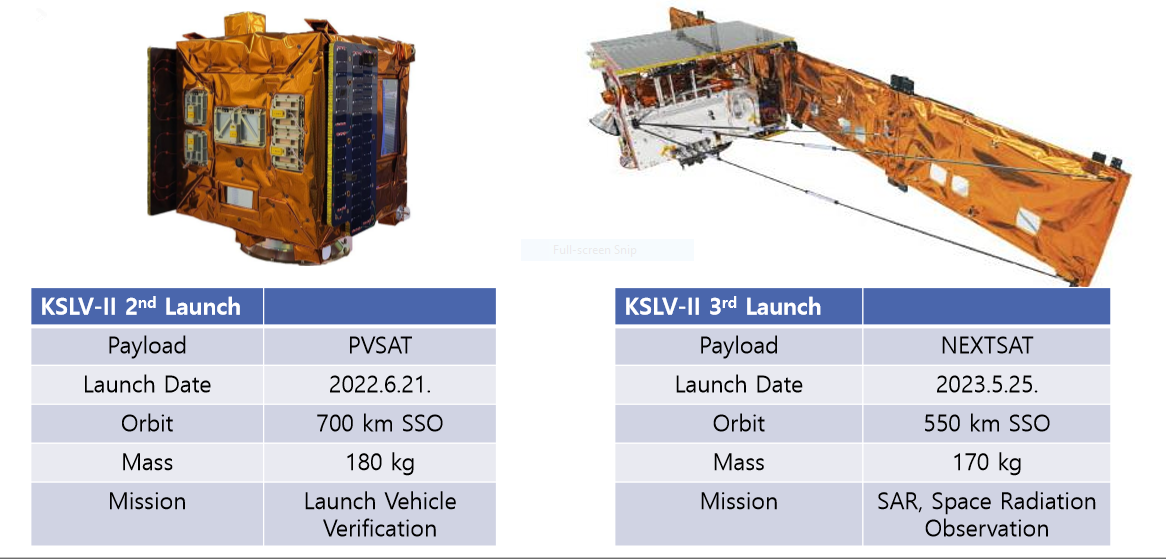 Full-screen Snip
KSLV-II 2nd Launch
Payload PVSAT
Launch Date 2022.6.21.
Orbit 700 km SSO
Mass 180 kg
Mission Launch Vehicle
Verification
KSLV-II 3rd Launch
Payload NEXTSAT
Launch Date 2023.5.25.
Orbit 550 km SSO
Mass 170 kg
Mission SAR, Space Radiation
Observation